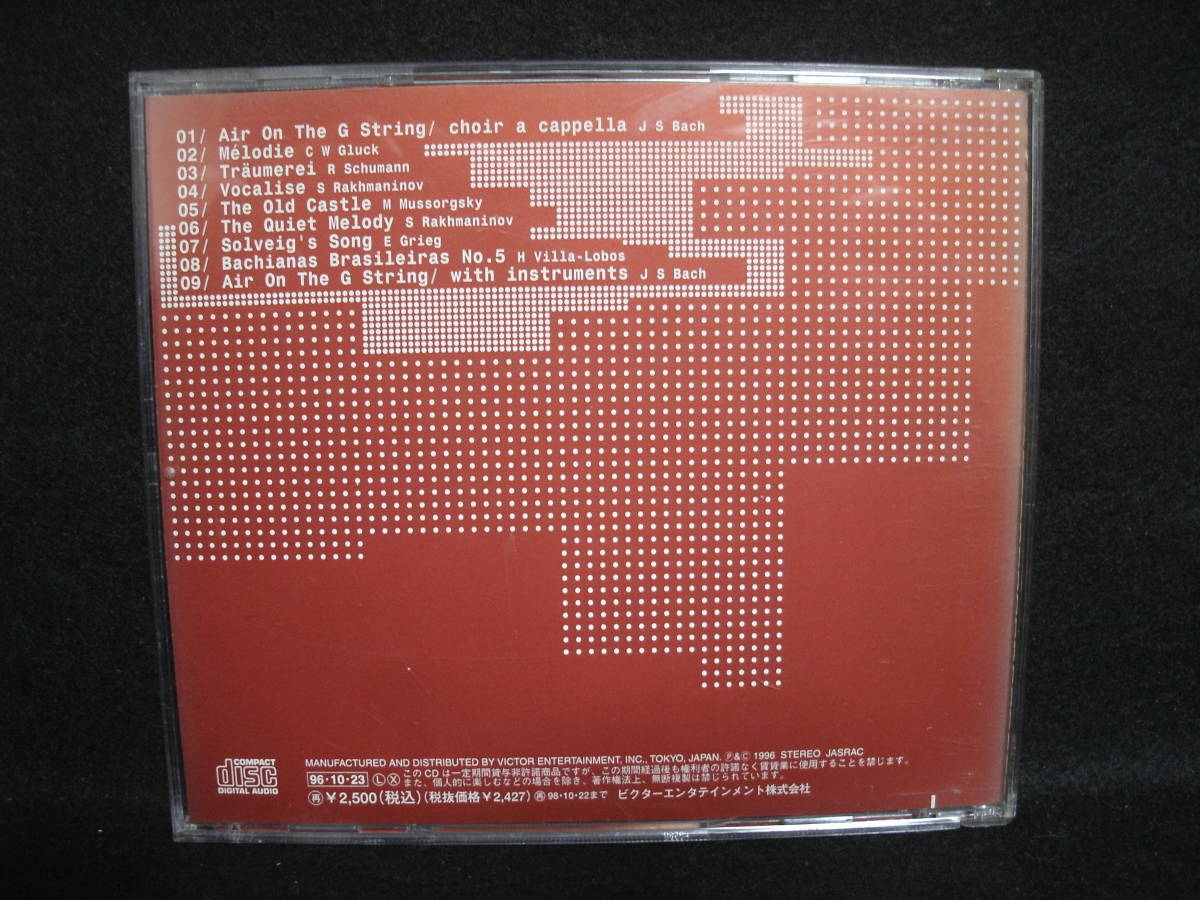 01/ Air On The G String/ choir a cappella J S Bach
02/ Mélodie C W Gluck
03/ Träumerei R Schumann
04/ Vocalise S Rakhmaninov
05/ The Old Castle M Mussorgsky
06/ The Quiet Melody S Rakhmaninov
07/ Solveig's Song E Grieg
08/ Bachianas Brasileiras No.5 H Villa-Lobos
09/ Air On The G String/ with instruments J S Bach
COMPACT
disc
DIGITAL AUDIO
MANUFACTURED AND DISTRIBUTED BY VICTOR ENTERTAINMENT, INC., TOKYO, JAPAN. Ⓟ&Ⓒ 1996 STEREO JASRAC
96·10·23 Ⓛ Ⓧ このCDは一定期間貸与非許諾商品ですが、この期間経過後も権利者の許諾なく賃貸業に使用することを禁じます。
また、個人的に楽しむなどの場合を除き、著作権法上、無断複製は禁じられています。
㊢¥2,500(税込)(税抜価格¥2,427) ㊢98·10·22まで ビクターエンタテインメント株式会社